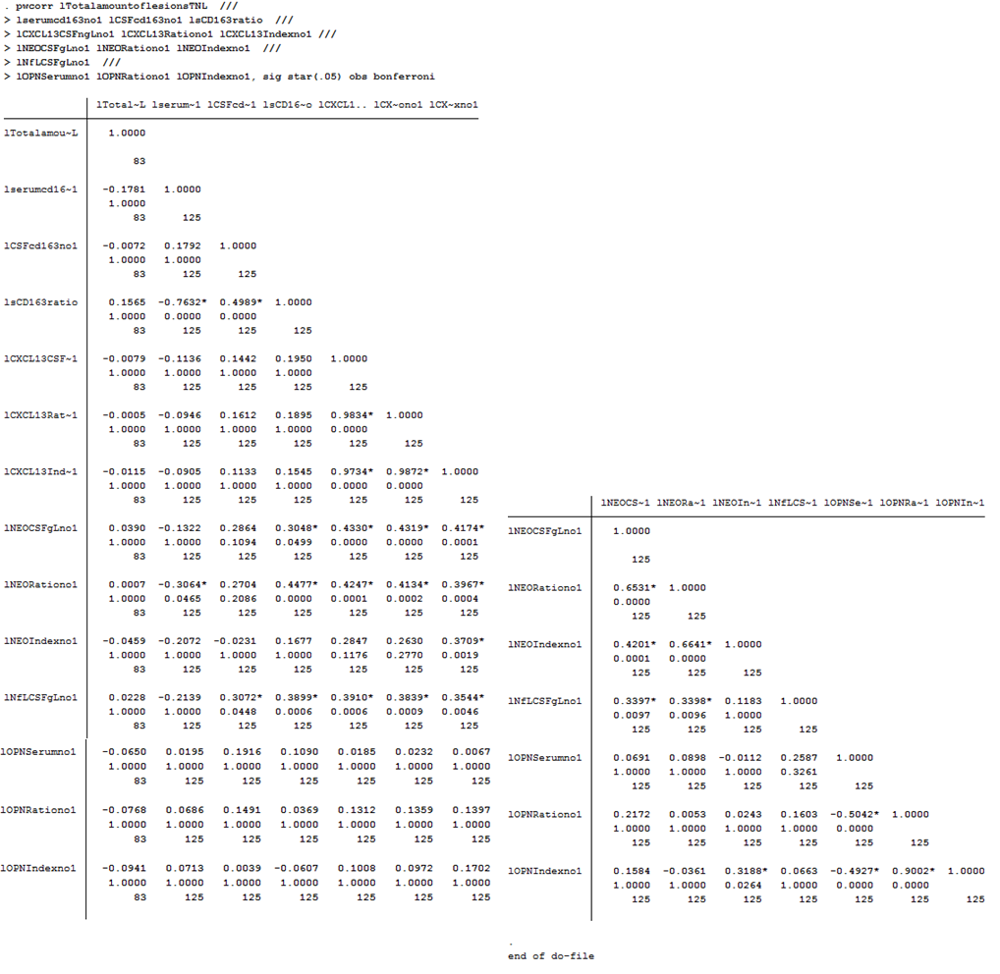 . pwcorr lTotalamountoflesionsTNL ///
> lserumcd163no1 lCSFcd163no1 lsCD163ratio ///
> lCXCL13CSFngLno1 lCXCL13Rationo1 lCXCL13Indexno1 ///
> lNEOCSFgLno1 lNEORationo1 lNEOIndexno1 ///
> lNfLCSFgLno1 ///
> lOPNSerumno1 lOPNRationo1 lOPNIndexno1, sig star(.05) obs bonferroni
lTotal~L lserum~1 lCSFcd~1 lsCD16~o lCXCL1.. lCX~ono1 lCX~xno1
lTotalamou~L 1.0000
83
lserumcd16~1 -0.1781 1.0000
1.0000
83 125
lCSFcd163no1 -0.0072 0.1792 1.0000
1.0000 1.0000
83 125 125
lsCD163ratio 0.1565 -0.7632* 0.4989* 1.0000
1.0000 0.0000 0.0000
83 125 125 125
lCXCL13CSF~1 -0.0079 -0.1136 0.1442 0.1950 1.0000
1.0000 1.0000 1.0000 1.0000
83 125 125 125 125
lCXCL13Rat~1 -0.0005 -0.0946 0.1612 0.1895 0.9834* 1.0000
1.0000 1.0000 1.0000 1.0000 0.0000
83 125 125 125 125 125
lCXCL13Ind~1 -0.0115 -0.0905 0.1133 0.1545 0.9734* 0.9872* 1.0000
1.0000 1.0000 1.0000 1.0000 0.0000 0.0000
83 125 125 125 125 125 125
lNEOCSFgLno1 0.0390 -0.1322 0.2864 0.3048* 0.4330* 0.4319* 0.4174*
1.0000 1.0000 0.1094 0.0499 0.0000 0.0000 0.0001
83 125 125 125 125 125 125
lNEORationo1 0.0007 -0.3064* 0.2704 0.4477* 0.4247* 0.4134* 0.3967*
1.0000 0.0465 0.2086 0.0000 0.0001 0.0002 0.0004
83 125 125 125 125 125 125
lNEOIndexno1 -0.0459 -0.2072 -0.0231 0.1677 0.2847 0.2630 0.3709*
1.0000 1.0000 1.0000 1.0000 0.1176 0.2770 0.0019
83 125 125 125 125 125 125
lNfLCSFgLno1 0.0228 -0.2139 0.3072* 0.3899* 0.3910* 0.3839* 0.3544*
1.0000 1.0000 0.0448 0.0006 0.0006 0.0009 0.0046
83 125 125 125 125 125 125
lOPNSerumno1 -0.0650 0.0195 0.1916 0.1090 0.0185 0.0232 0.0067
1.0000 1.0000 1.0000 1.0000 1.0000 1.0000 1.0000
83 125 125 125 125 125 125
lOPNRationo1 -0.0768 0.0686 0.1491 0.0369 0.1312 0.1359 0.1397
1.0000 1.0000 1.0000 1.0000 1.0000 1.0000 1.0000
83 125 125 125 125 125 125
lOPNIndexno1 -0.0941 0.0713 0.0039 -0.0607 0.1008 0.0972 0.1702
1.0000 1.0000 1.0000 1.0000 1.0000 1.0000 1.0000
83 125 125 125 125 125 125
lNEOCS~1 lNEORa~1 lNEOIn~1 lNfLCS~1 lOPNSe~1 lOPNRa~1 lOPNIn~1
lNEOCSFgLno1 1.0000
125
lNEORationo1 0.6531* 1.0000
0.0000
125 125
lNEOIndexno1 0.4201* 0.6641* 1.0000
0.0001 0.0000
125 125 125
lNfLCSFgLno1 0.3397* 0.3398* 0.1183 1.0000
0.0097 0.0096 1.0000
125 125 125 125
lOPNSerumno1 0.0691 0.0898 -0.0112 0.2587 1.0000
1.0000 1.0000 1.0000 0.3261
125 125 125 125 125
lOPNRationo1 0.2172 0.0053 0.0243 0.1603 -0.5042* 1.0000
1.0000 1.0000 1.0000 1.0000 0.0000
125 125 125 125 125 125
lOPNIndexno1 0.1584 -0.0361 0.3188* 0.0663 -0.4927* 0.9002* 1.0000
1.0000 1.0000 0.0264 1.0000 0.0000 0.0000
125 125 125 125 125 125 125
.
end of do-file